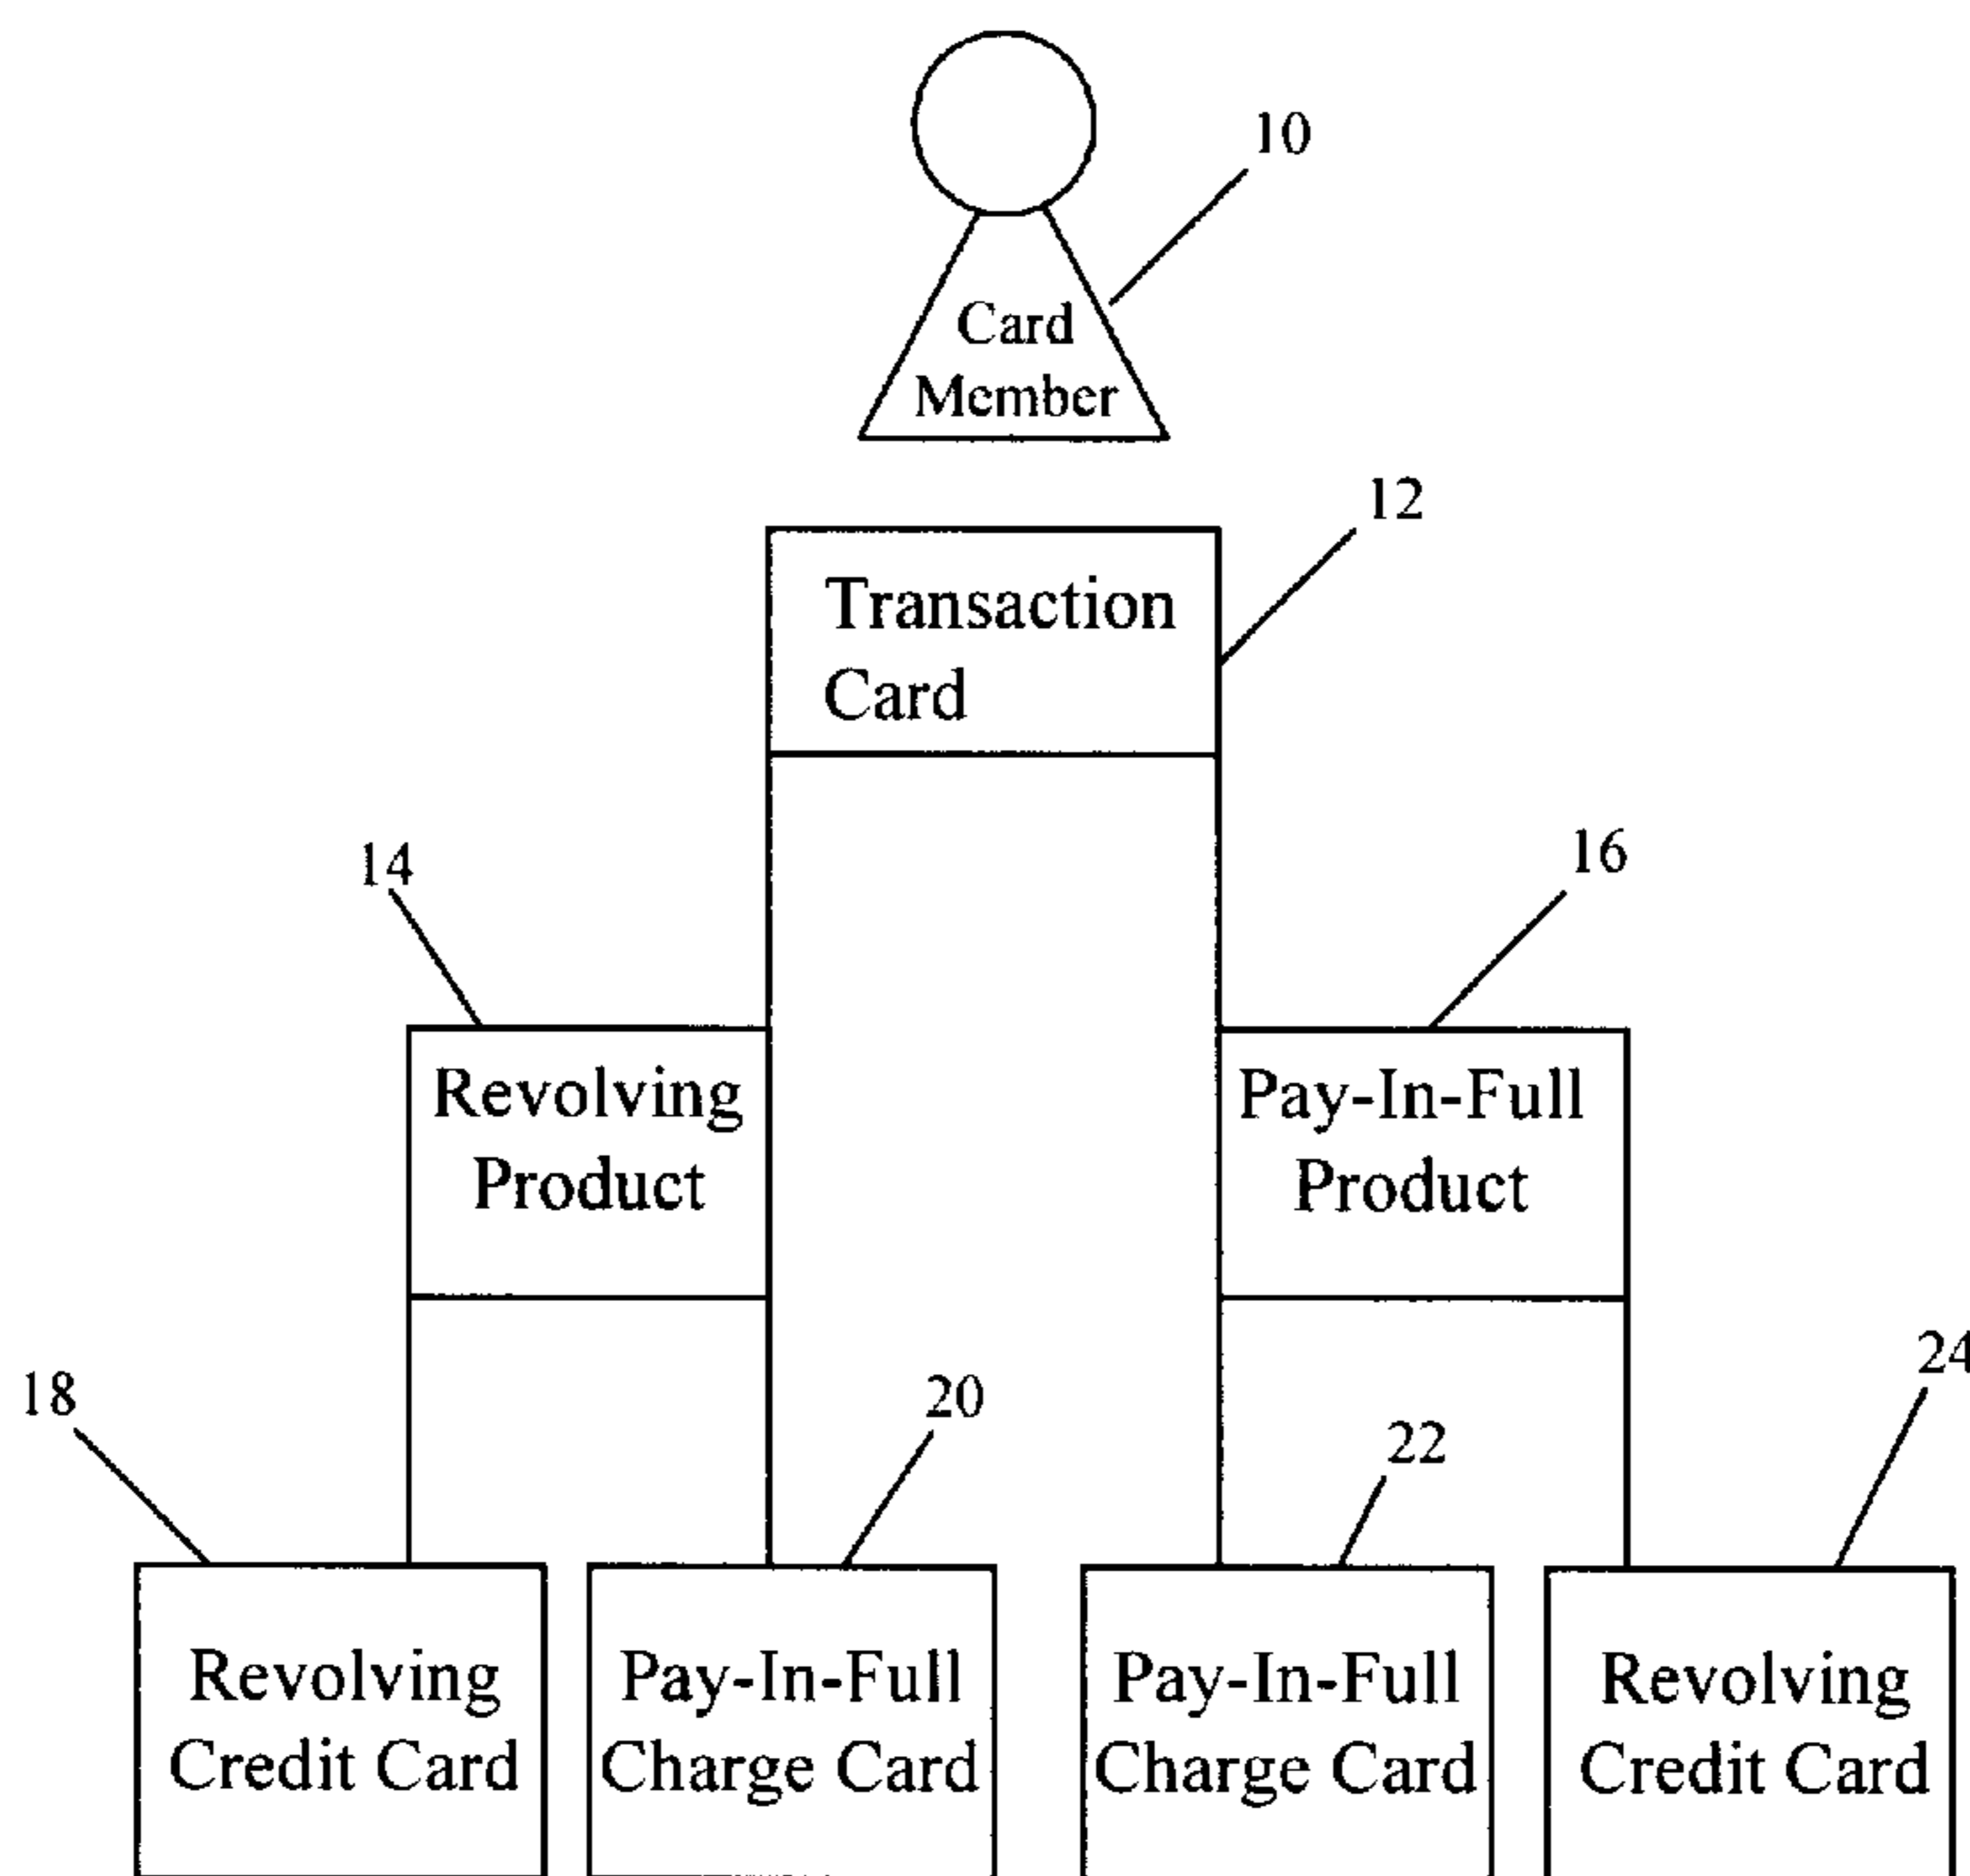 10
Card
Member
12
Transaction
Card
14
16
Revolving
Product
Pay-In-Full
Product
18
20
22
24
Revolving
Credit Card
Pay-In-Full
Charge Card
Pay-In-Full
Charge Card
Revolving
Credit Card